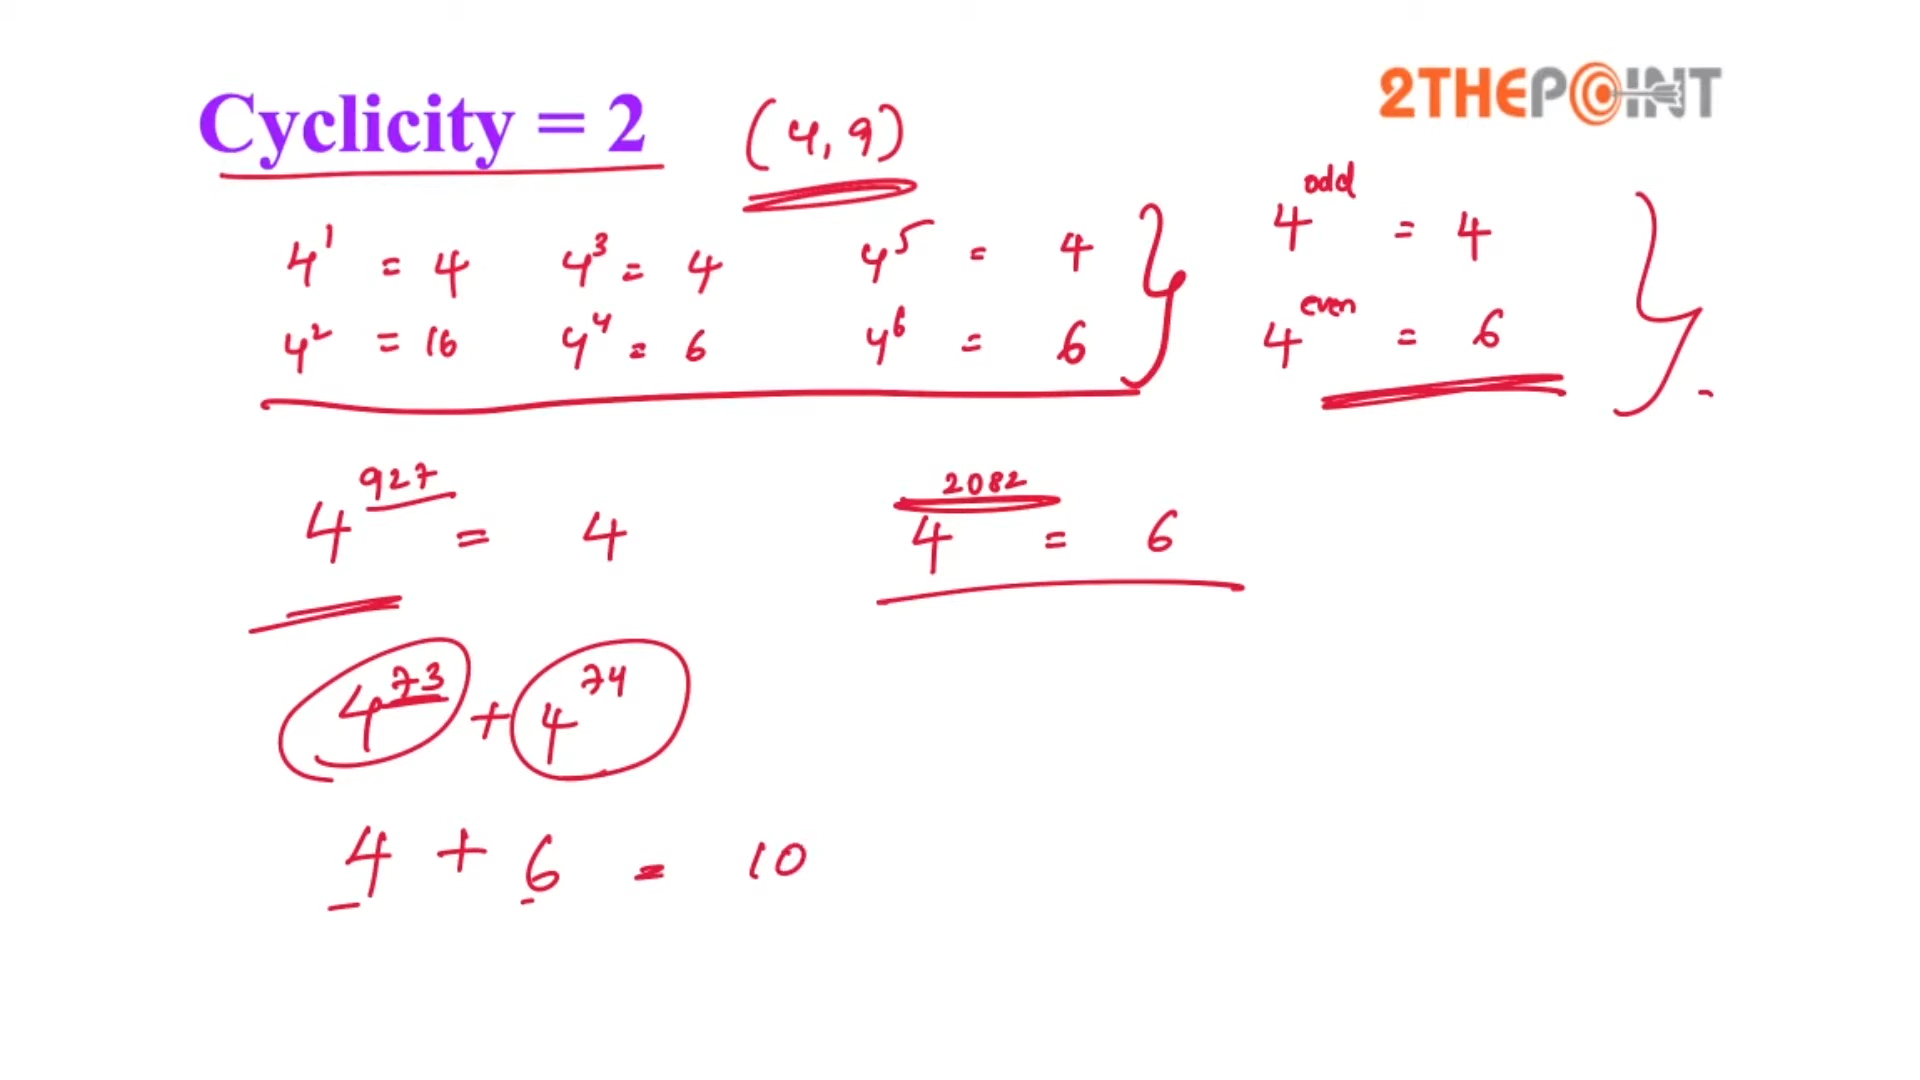 2THEPOINT
Cyclicity = 2 (4, 9)
4^odd = 4
4^1 = 4 4^3 = 4 4^5 = 4
4^even = 6
4^2 = 16 4^4 = 6 4^6 = 6
4^927 = 4 4^2082 = 6
4^73 + 4^74
4 + 6 = 10